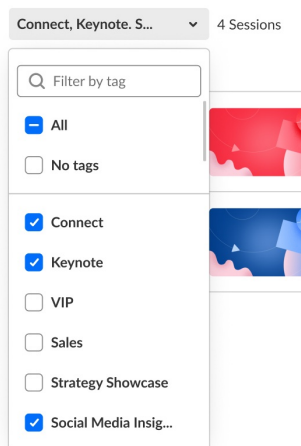 Connect, Keynote. S... 4 Sessions
Filter by tag
All
No tags
Connect
Keynote
VIP
Sales
Strategy Showcase
Social Media Insig...